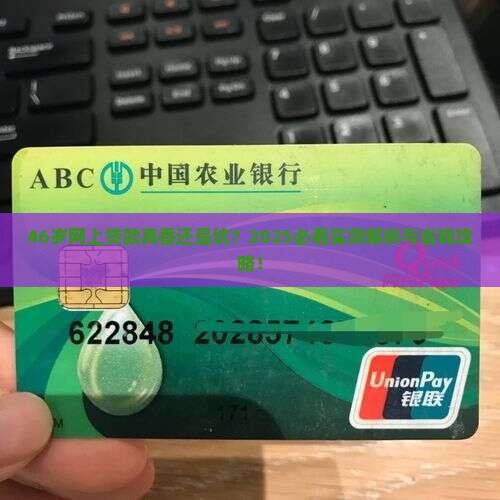 ABC 中国农业银行
46岁网上贷款真香还是坑？2025必看实测解析与省钱攻
略！
622848
171
UnionPay
银联